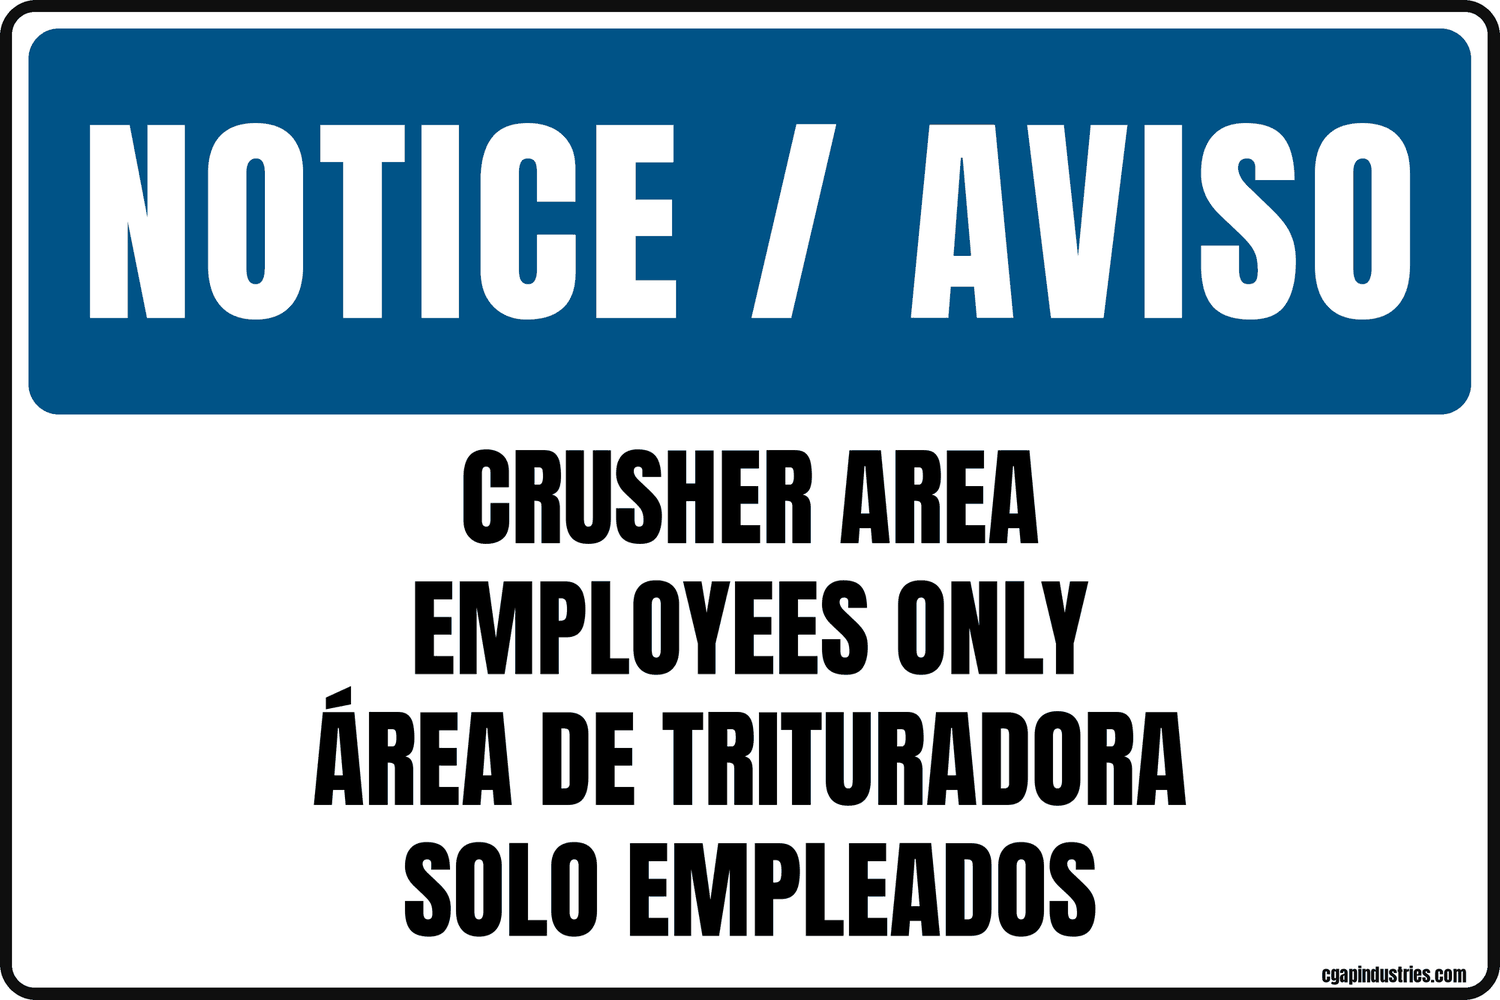 NOTICE / AVISO
CRUSHER AREA
EMPLOYEES ONLY
ÁREA DE TRITURADORA
SOLO EMPLEADOS
cgapindustries.com